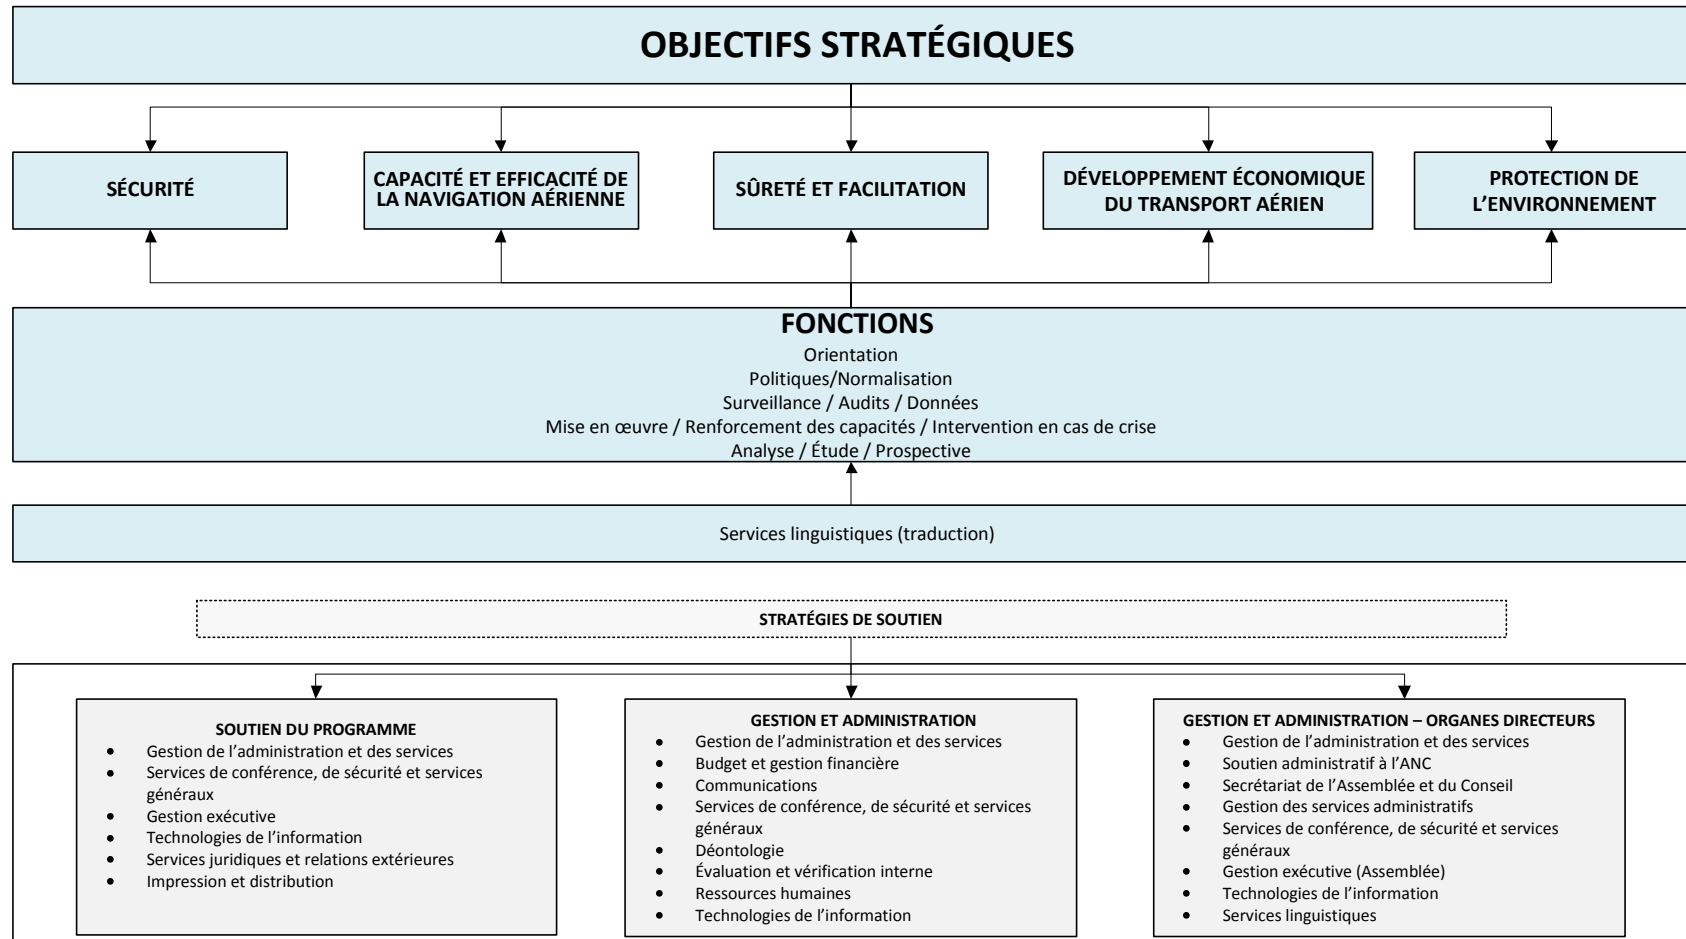 OBJECTIFS STRATÉGIQUES
SÉCURITÉ
CAPACITÉ ET EFFICACITÉ DE
LA NAVIGATION AÉRIENNE
SÛRETÉ ET FACILITATION
DÉVELOPPEMENT ÉCONOMIQUE
DU TRANSPORT AÉRIEN
PROTECTION DE
L’ENVIRONNEMENT
FONCTIONS
Orientation
Politiques/Normalisation
Surveillance / Audits / Données
Mise en œuvre / Renforcement des capacités / Intervention en cas de crise
Analyse / Étude / Prospective
Services linguistiques (traduction)
STRATÉGIES DE SOUTIEN
SOUTIEN DU PROGRAMME
• Gestion de l’administration et des services
• Services de conférence, de sécurité et services
généraux
• Gestion exécutive
• Technologies de l’information
• Services juridiques et relations extérieures
• Impression et distribution
GESTION ET ADMINISTRATION
• Gestion de l’administration et des services
• Budget et gestion financière
• Communications
• Services de conférence, de sécurité et services
généraux
• Déontologie
• Évaluation et vérification interne
• Ressources humaines
• Technologies de l’information
GESTION ET ADMINISTRATION – ORGANES DIRECTEURS
• Gestion de l’administration et des services
• Soutien administratif à l’ANC
• Secrétariat de l’Assemblée et du Conseil
• Gestion des services administratifs
• Services de conférence, de sécurité et services
généraux
• Gestion exécutive (Assemblée)
• Technologies de l’information
• Services linguistiques